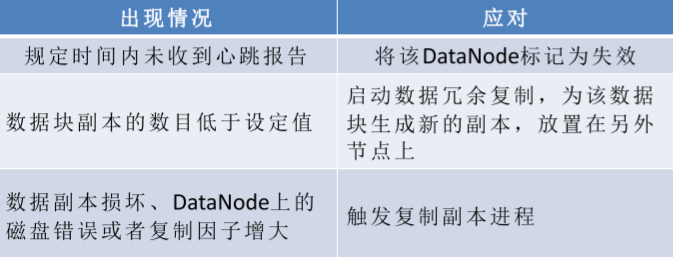 出现情况
应对
规定时间内未收到心跳报告
将该DataNode标记为失效
数据块副本的数目低于设定值
启动数据冗余复制，为该数据
块生成新的副本，放置在另外
节点上
数据副本损坏、DataNode上的
磁盘错误或者复制因子增大
触发复制副本进程